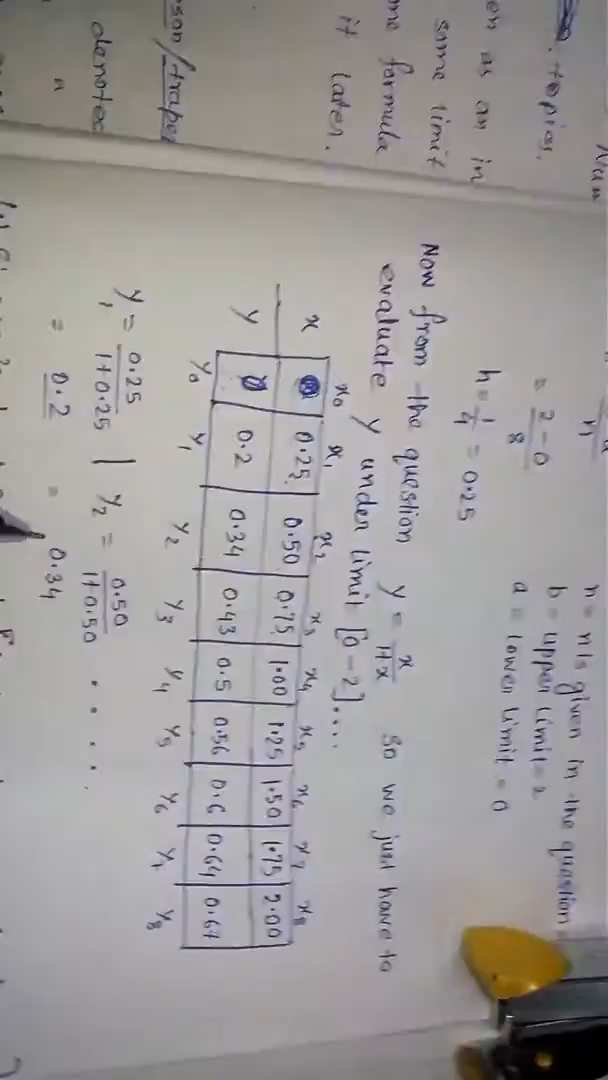 topics.
en as an in
same limit
me formula
it later.
denoted
n
= 2-0/8
h = 1/4 = 0.25
n = n is given in the question
b = upper limit = 2
a = lower limit = 0
Now from the question y = x/1+x so we just have to
evaluate y under limit [0-2]....
x₀ x₁ x₂ x₃ x₄ x₅ x₆ x₇ x₈
x 0.25 0.50 0.75 1.00 1.25 1.50 1.75 2.00
y 0 0.2 0.34 0.43 0.5 0.56 0.6 0.64 0.67
y₀ y₁ y₂ y₃ y₄ y₅ y₆ y₇ y₈
y₁ = 0.25/1+0.25 | y₂ = 0.50/1+0.50 . . . .
= 0.2 = 0.34